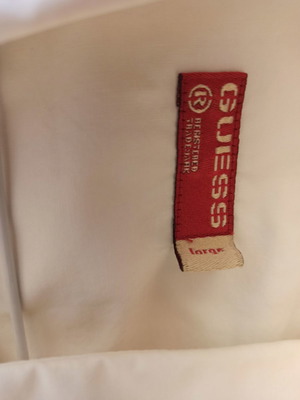 GUESS
®
REGISTERED
TRADEMARK
large